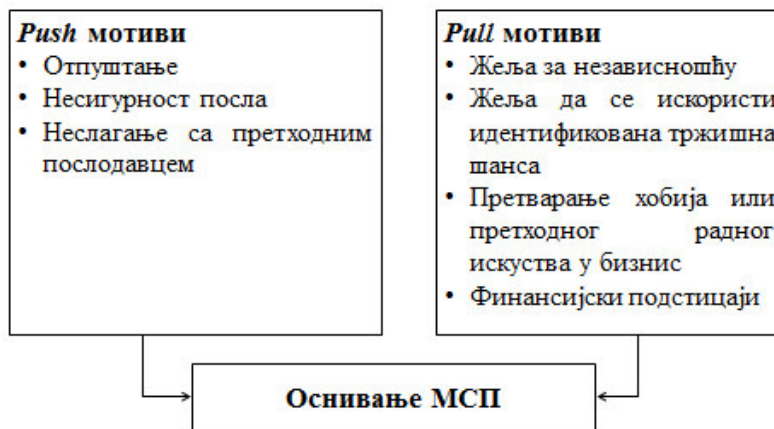 Push мотиви
• Отпуштање
• Несигурност посла
• Неслагање са претходним
послодавцем
Pull мотиви
• Жеља за независношћу
• Жеља да се искористи
идентификована тржишна
шанса
• Претварање хобија или
претходног радног
искуства у бизнис
• Финансијски подстицаји
Оснивање МСП